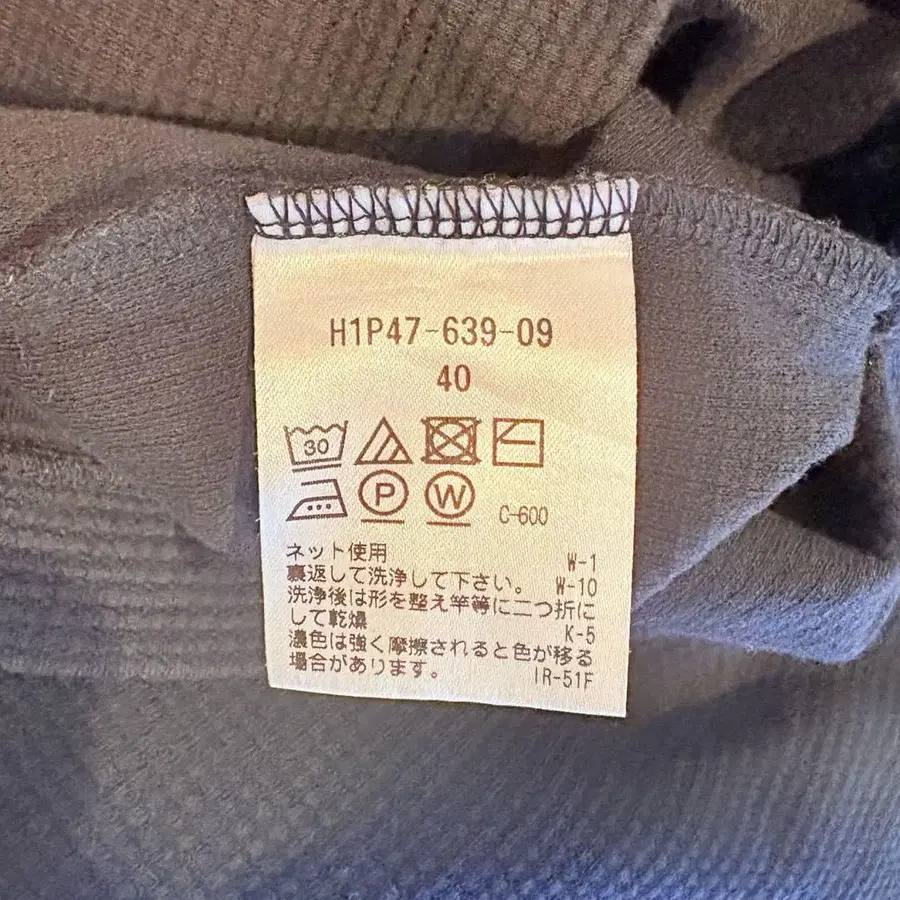 H1P47-639-09
40
30
P W C-600
ネット使用 W-1
裏返して洗浄して下さい。 W-10
洗浄後は形を整え竿等に二つ折に
して乾燥 K-5
濃色は強く摩擦されると色が移る
場合があります。 IR-51F